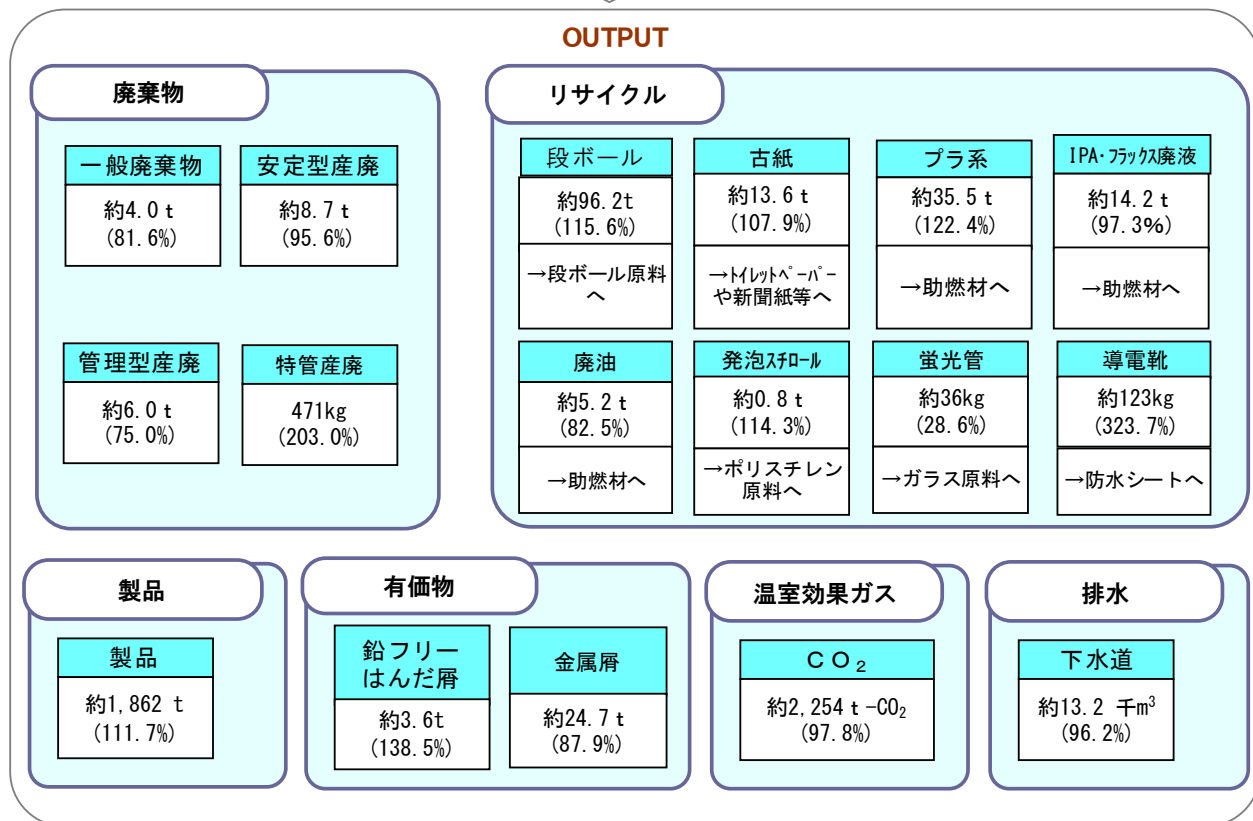 OUTPUT
廃棄物
一般廃棄物
約4.0 t
(81.6%)
安定型産廃
約8.7 t
(95.6%)
管理型産廃
約6.0 t
(75.0%)
特管産廃
471kg
(203.0%)
リサイクル
段ボール
約96.2t
(115.6%)
→段ボール原料
へ
古紙
約13.6 t
(107.9%)
→ﾄｲﾚｯﾄﾍﾟｰﾊﾟｰ
や新聞紙等へ
プラ系
約35.5 t
(122.4%)
→助燃材へ
IPA・ﾌﾗｯｸｽ廃液
約14.2 t
(97.3%)
→助燃材へ
廃油
約5.2 t
(82.5%)
→助燃材へ
発泡ｽﾁﾛｰﾙ
約0.8 t
(114.3%)
→ポリスチレン
原料へ
蛍光管
約36kg
(28.6%)
→ガラス原料へ
導電靴
約123kg
(323.7%)
→防水シートへ
製品
製品
約1,862 t
(111.7%)
有価物
鉛フリー
はんだ屑
約3.6t
(138.5%)
金属屑
約24.7 t
(87.9%)
温室効果ガス
ＣＯ₂
約2,254 t-CO₂
(97.8%)
排水
下水道
約13.2 千m³
(96.2%)